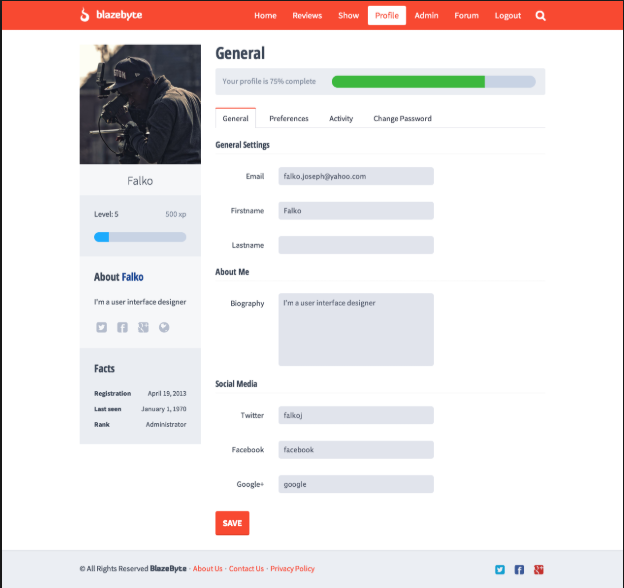 blazebyte
Home Reviews Show Profile Admin Forum Logout
General
Your profile is 75% complete
General Preferences Activity Change Password
Falko
Level: 5 500 xp
About Falko
I'm a user interface designer
Facts
Registration April 19, 2013
Last seen January 1, 1970
Rank Administrator
General Settings
Email falko.joseph@yahoo.com
Firstname Falko
Lastname
About Me
Biography I'm a user interface designer
Social Media
Twitter falkoj
Facebook facebook
Google+ google
SAVE
© All Rights Reserved BlazeByte - About Us - Contact Us - Privacy Policy